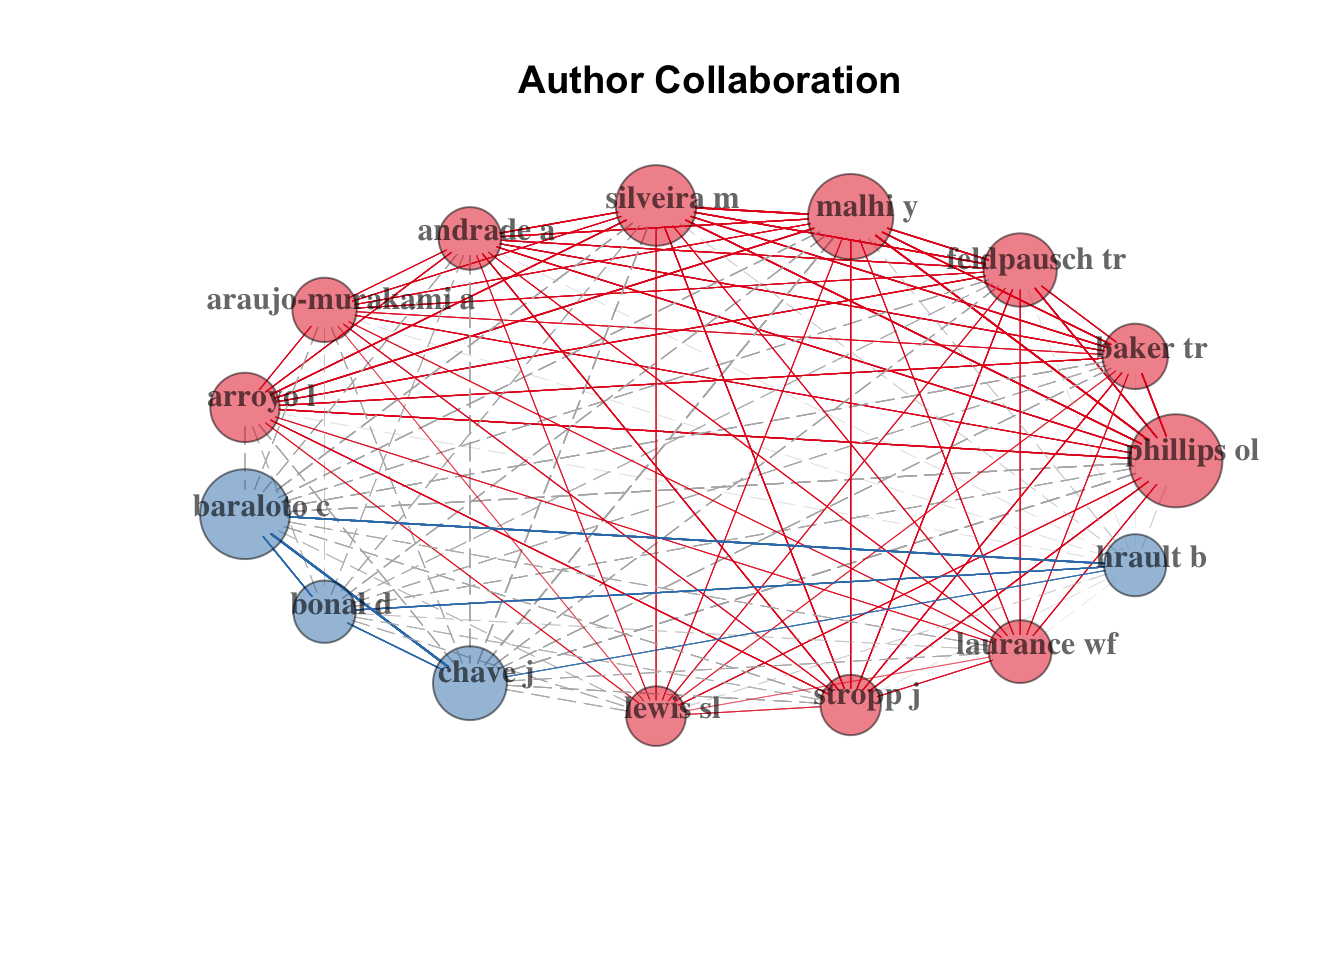 Author Collaboration
silveira m
malhi y
andrade a
feldpausch tr
araujo-murakami a
baker tr
arroyo l
phillips ol
baraloto c
hrault b
bonal d
laurance wf
chave j
stropp j
lewis sl